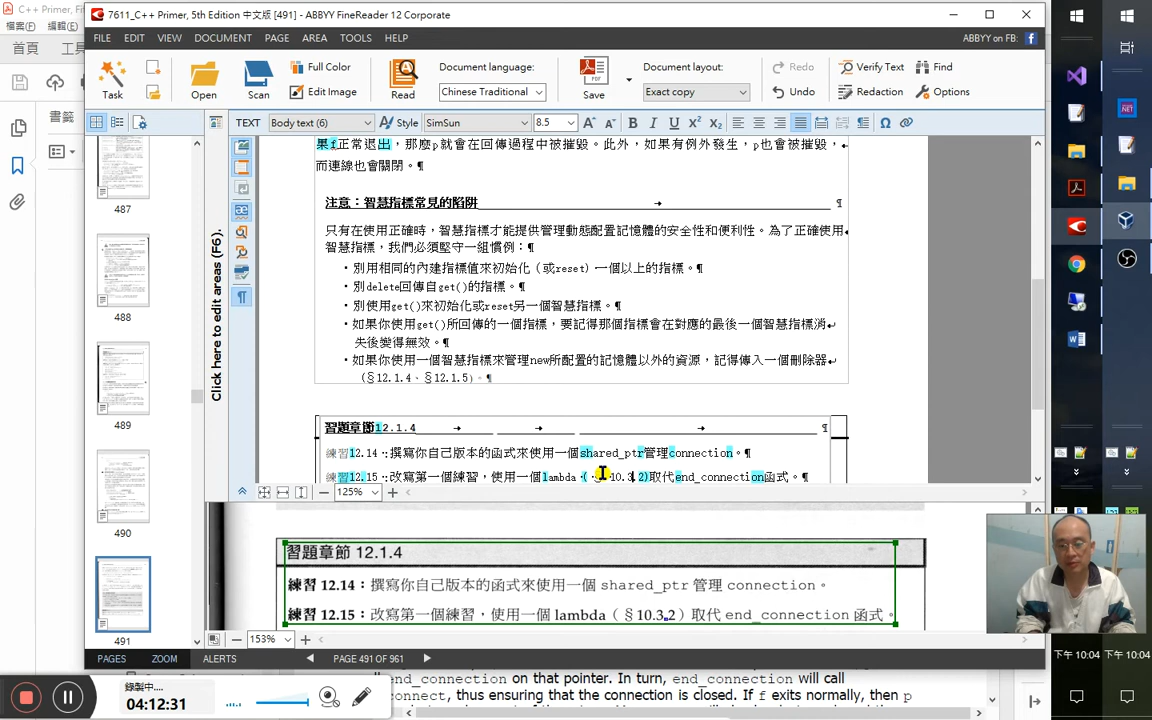 C++ Primer, 5th Edition
檔案(F) 編輯(E)
首頁
書籤
7611_C++ Primer, 5th Edition 中文版 [491] - ABBYY FineReader 12 Corporate
FILE EDIT VIEW DOCUMENT PAGE AREA TOOLS HELP
ABBYY on FB:
Task
Open
Scan
Full Color
Edit Image
Read
Document language:
Chinese Traditional
Save
Document layout:
Exact copy
Redo
Undo
Verify Text
Redaction
Find
Options
TEXT Body text (6) Style SimSun 8.5
Click here to edit areas (F6).
487
488
489
490
491
果f正常退出，那麼p就會在回傳過程中被摧毀。此外，如果有例外發生，p也會被摧毀，
而連線也會關閉。¶
注意：智慧指標常見的陷阱 → ¶
只有在使用正確時，智慧指標才能提供管理動態配置記憶體的安全性和便利性。為了正確使用
智慧指標，我們必須堅守一組慣例：¶
・別用相同的內建指標值來初始化（或reset）一個以上的指標。¶
・別delete回傳自get()的指標。¶
・別使用get()來初始化或reset另一個智慧指標。¶
・如果你使用get()所回傳的一個指標，要記得那個指標會在對應的最後一個智慧指標消
失後變得無效。¶
・如果你使用一個智慧指標來管理new所配置的記憶體以外的資源，記得傳入一個刪除器
（§12.1.4、§12.1.5）。¶
習題章節12.1.4 → → → ¶
練習12.14·:撰寫你自己版本的函式來使用一個shared_ptr管理connection。¶
練習12.15·:改寫第一個練習，使用一個lambda·( 10.3.2)取代end_connection函式。¶
125%
習題章節 12.1.4
練習 12.14：撰寫你自己版本的函式來使用一個 shared_ptr 管理 connection。
練習 12.15：改寫第一個練習，使用一個 lambda（§10.3.2）取代 end_connection 函式。
153%
PAGES ZOOM ALERTS PAGE 491 OF 961
錄製中....
04:12:31
end_connection on that pointer. In turn, end_connection will call
connect, thus ensuring that the connection is closed. If f exits normally, then p
下午 10:04 下午 10:04